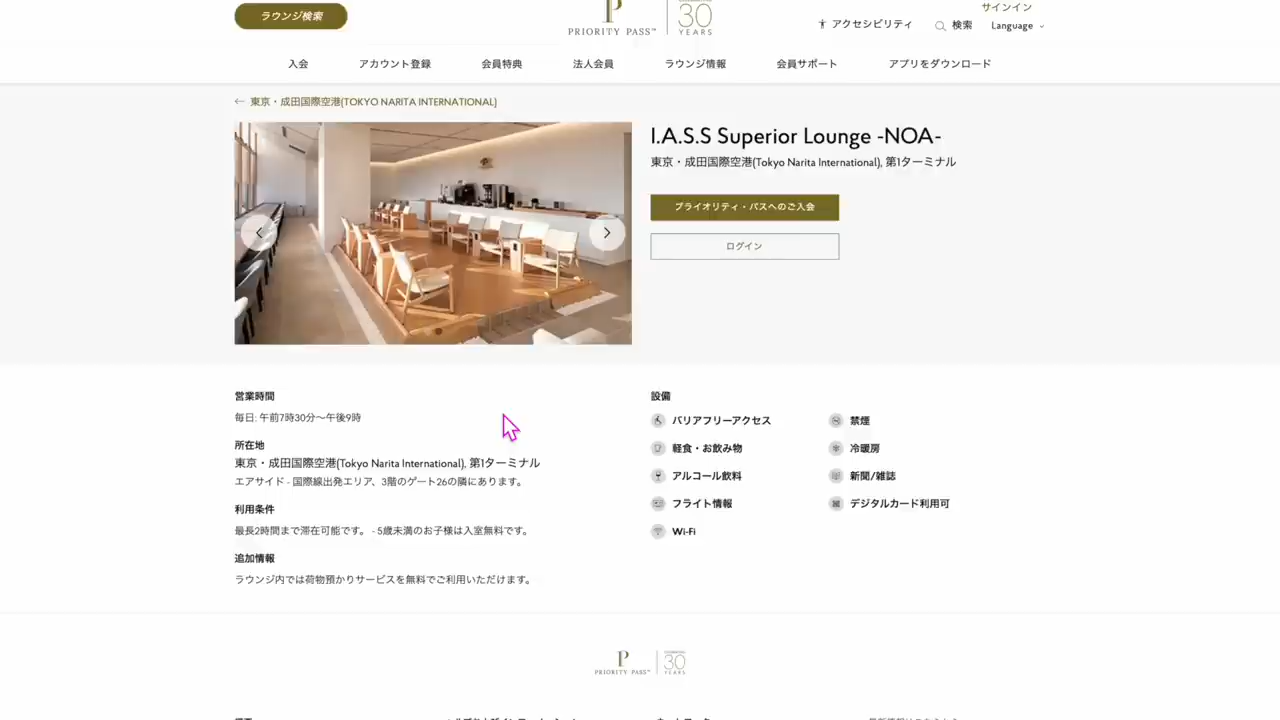 ラウンジ検索
PRIORITY PASS™
30
YEARS
サインイン
アクセシビリティ
検索
Language
入会
アカウント登録
会員特典
法人会員
ラウンジ情報
会員サポート
アプリをダウンロード
← 東京・成田国際空港(TOKYO NARITA INTERNATIONAL)
I.A.S.S Superior Lounge -NOA-
東京・成田国際空港(Tokyo Narita International), 第1ターミナル
プライオリティ・パスへのご入会
ログイン
営業時間
毎日: 午前7時30分～午後9時
所在地
東京・成田国際空港(Tokyo Narita International), 第1ターミナル
エアサイド - 国際線出発エリア、3階のゲート26の隣にあります。
利用条件
最長2時間まで滞在可能です。 - 5歳未満のお子様は入室無料です。
追加情報
ラウンジ内では荷物預かりサービスを無料でご利用いただけます。
設備
バリアフリーアクセス
禁煙
軽食・お飲み物
冷暖房
アルコール飲料
新聞/雑誌
フライト情報
デジタルカード利用可
Wi-Fi
PRIORITY PASS™
30
YEARS